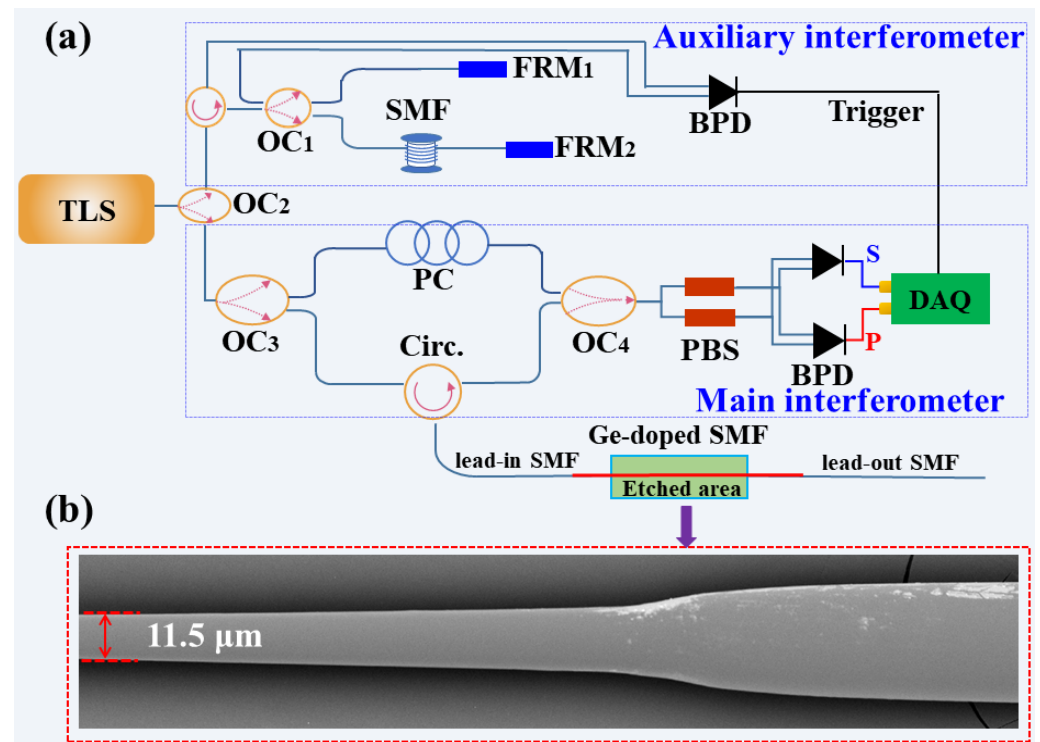 (a)
Auxiliary interferometer
FRM1
SMF
BPD
Trigger
OC1
FRM2
TLS
OC2
PC
S
DAQ
OC3
Circ.
OC4
PBS
P
BPD
Main interferometer
Ge-doped SMF
lead-in SMF
lead-out SMF
Etched area
(b)
11.5 μm